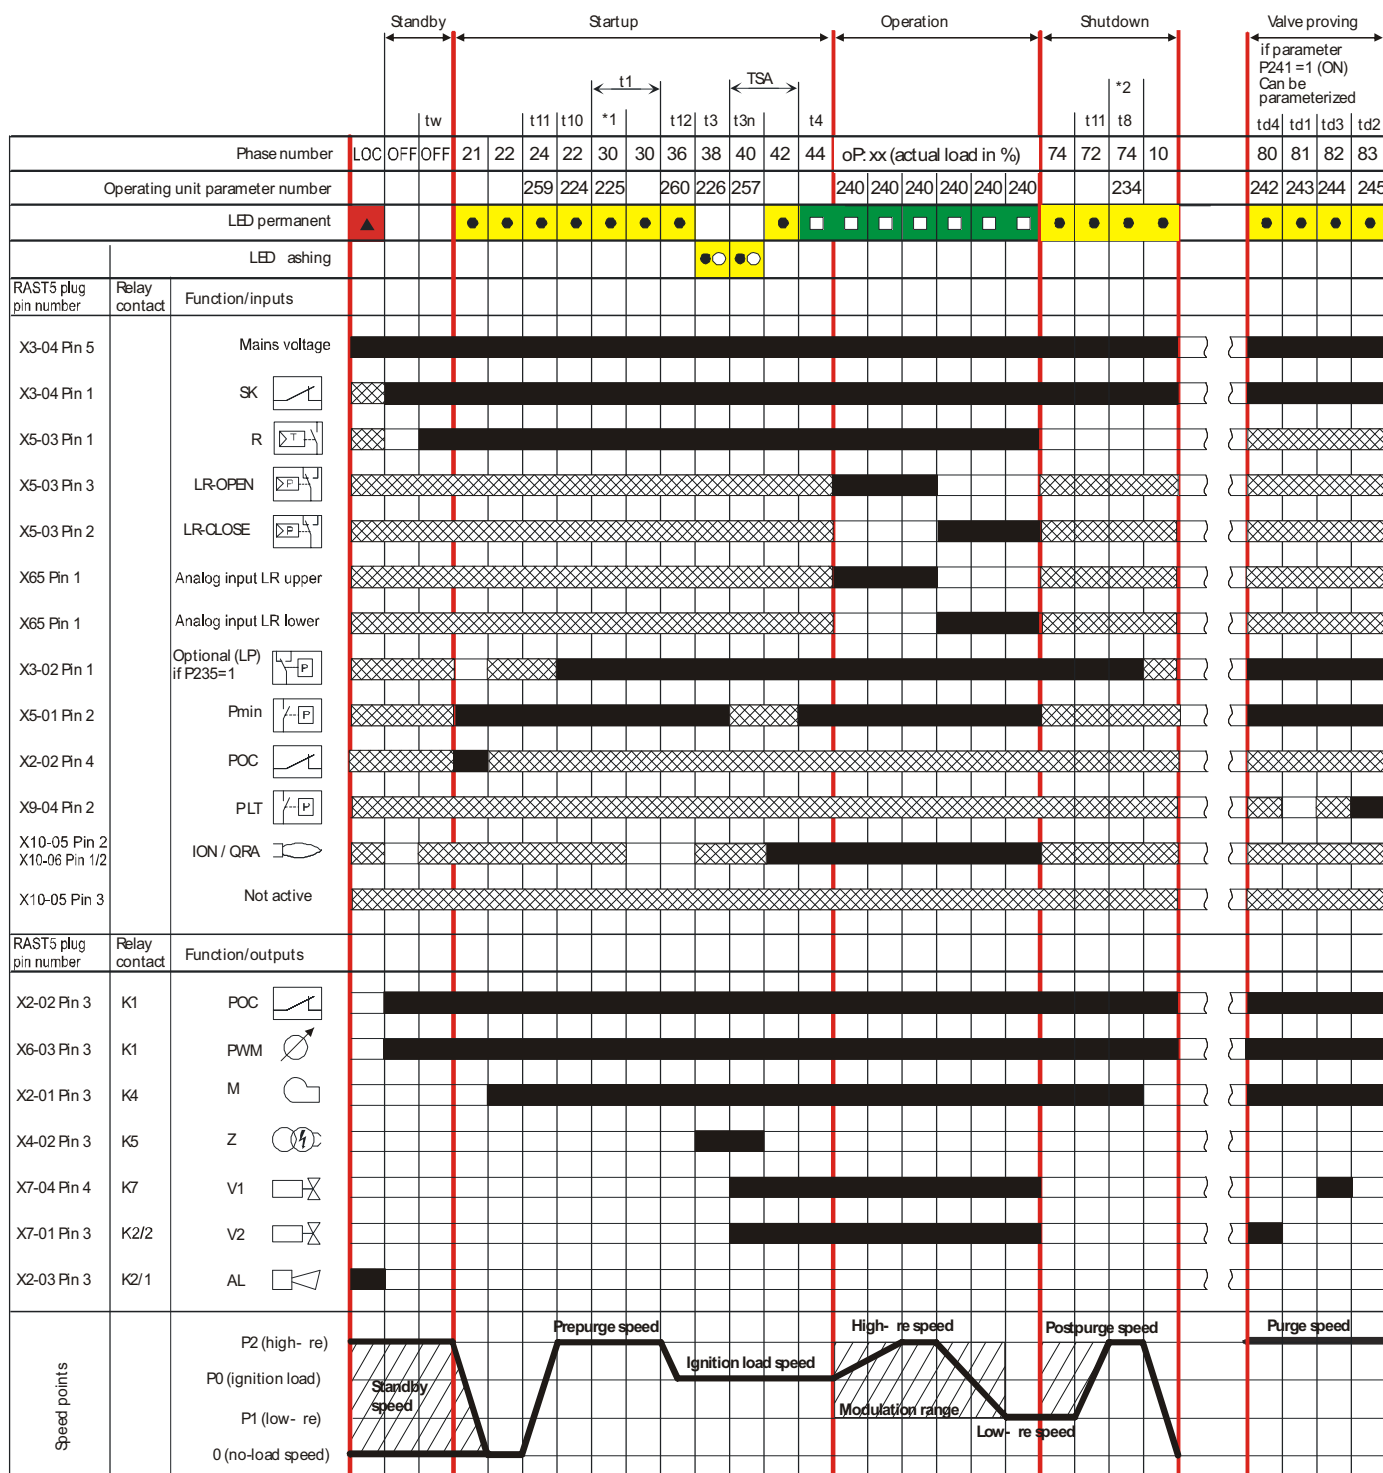 Standby Startup Operation Shutdown Valve proving
if parameter
P241 =1 (ON)
Can be
parameterized
t1 TSA *2
tw t11 t10 *1 t12 t3 t3n t4 t11 t8 td4 td1 td3 td2
Phase number LOC OFF OFF 21 22 24 22 30 30 36 38 40 42 44 oP: xx (actual load in %) 74 72 74 10 80 81 82 83
Operating unit parameter number 259 224 225 260 226 257 240 240 240 240 240 240 234 242 243 244 245
LED permanent
LED ashing
RAST5 plug pin number Relay contact Function/inputs
X3-04 Pin 5 Mains voltage
X3-04 Pin 1 SK
X5-03 Pin 1 R T
X5-03 Pin 3 LR-OPEN P
X5-03 Pin 2 LR-CLOSE P
X65 Pin 1 Analog input LR upper
X65 Pin 1 Analog input LR lower
X3-02 Pin 1 Optional (LP) if P235=1 P
X5-01 Pin 2 Pmin P
X2-02 Pin 4 POC
X9-04 Pin 2 PLT P
X10-05 Pin 2
X10-06 Pin 1/2 ION / QRA
X10-05 Pin 3 Not active
RAST5 plug pin number Relay contact Function/outputs
X2-02 Pin 3 K1 POC
X6-03 Pin 3 K1 PWM
X2-01 Pin 3 K4 M
X4-02 Pin 3 K5 Z
X7-04 Pin 4 K7 V1
X7-01 Pin 3 K2/2 V2
X2-03 Pin 3 K2/1 AL
Speed points
P2 (high- re) Prepurge speed High- re speed Postpurge speed Purge speed
P0 (ignition load) Ignition load speed
Standby speed
P1 (low- re) Modulation range
Low- re speed
0 (no-load speed)